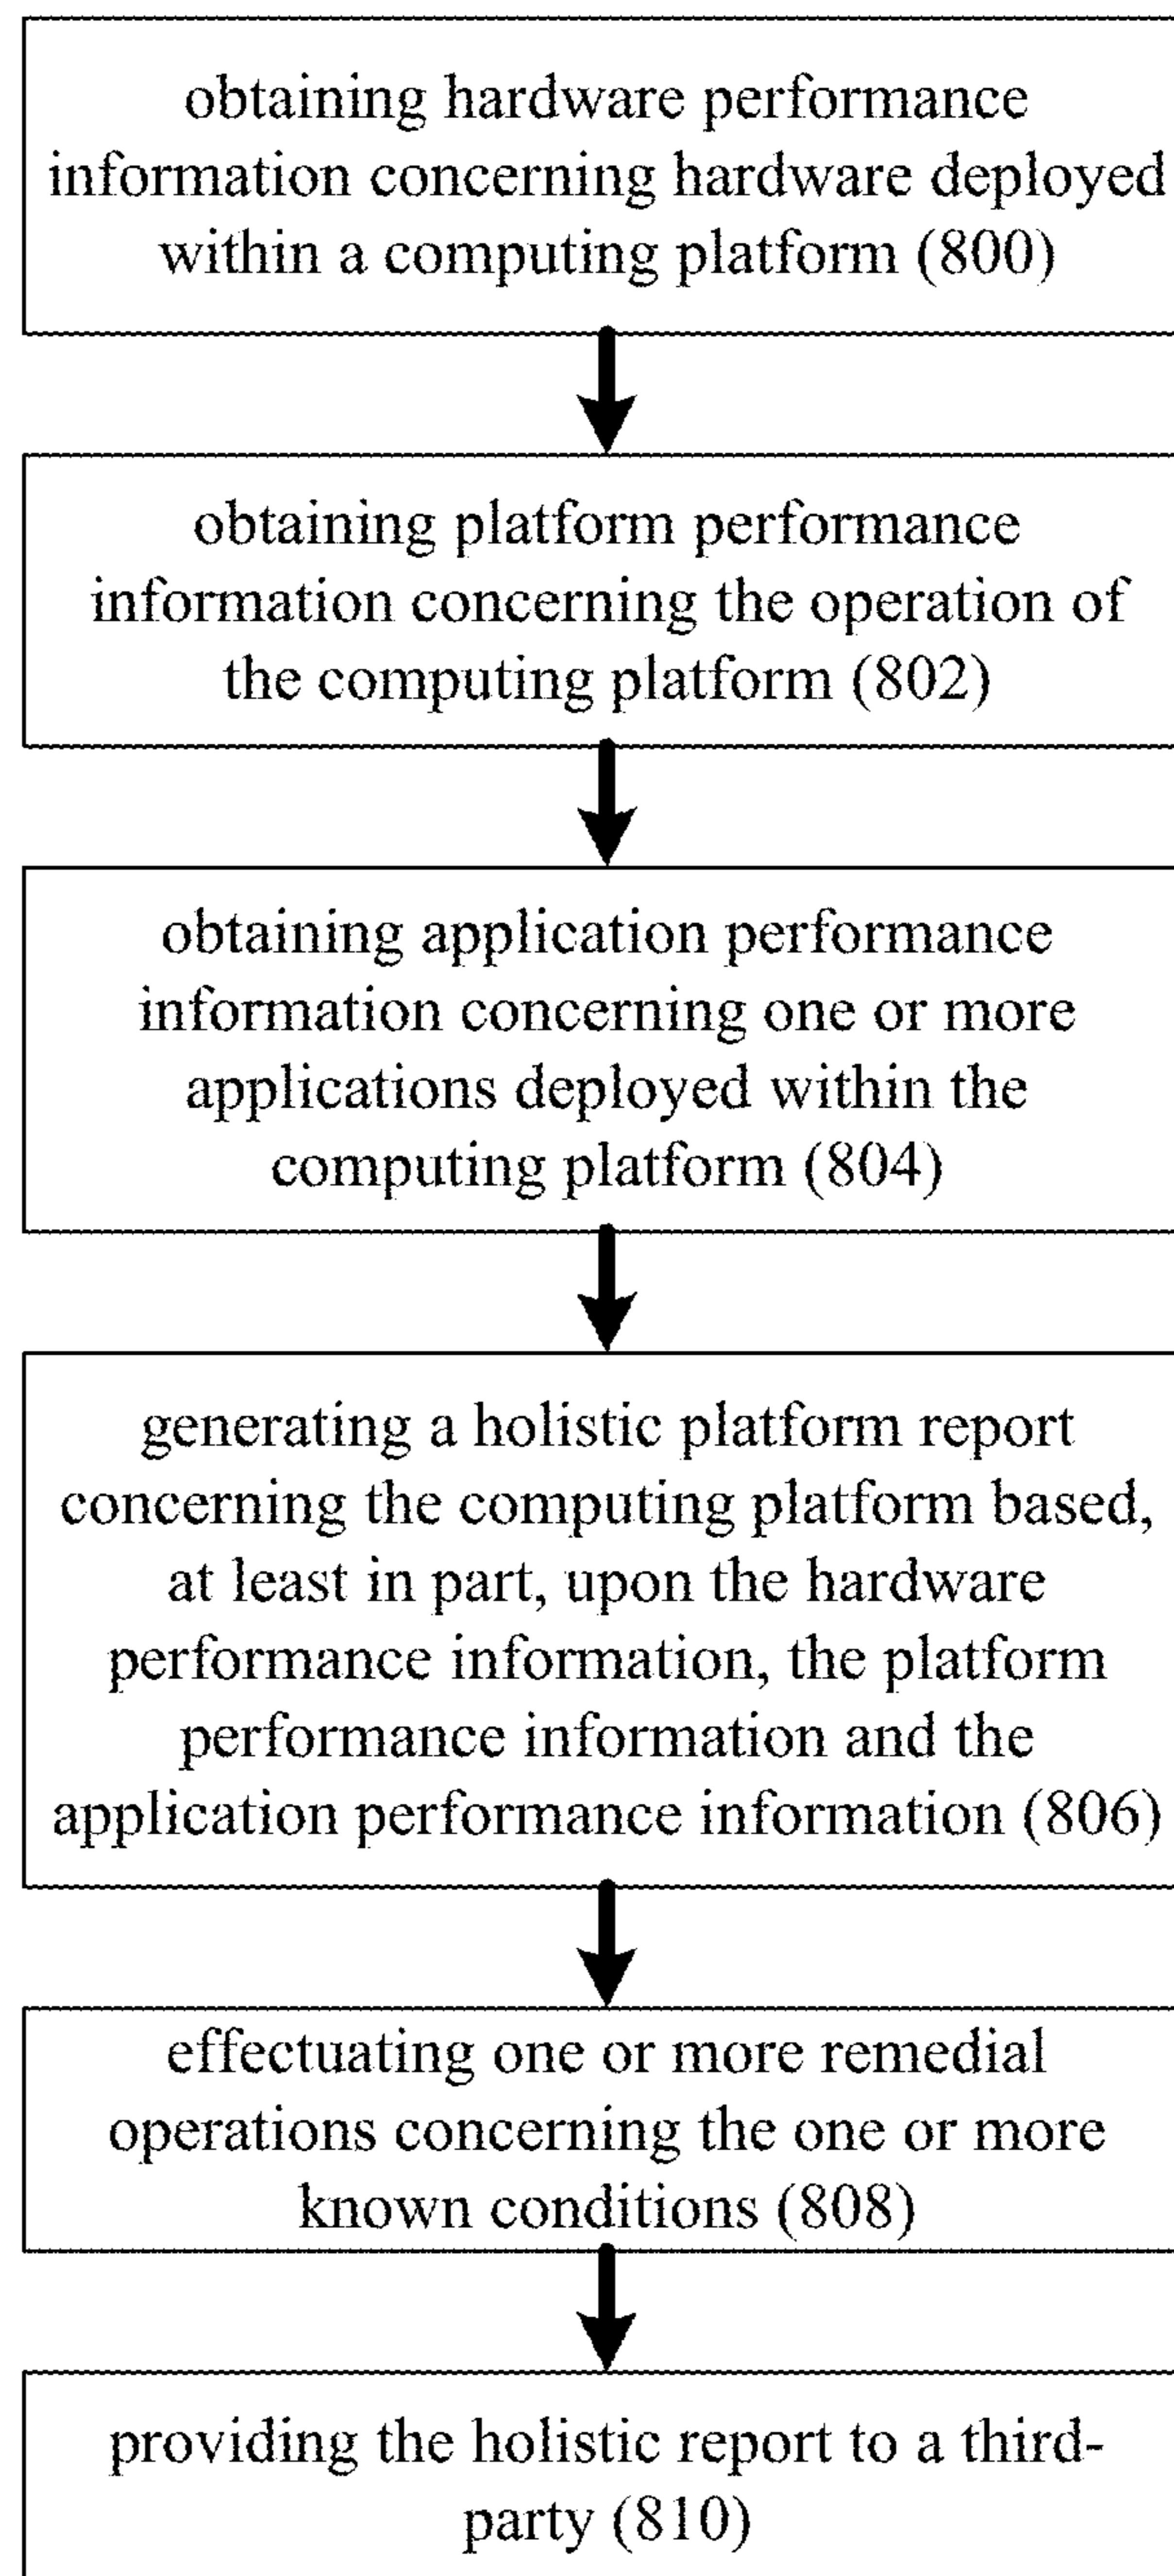 obtaining hardware performance
information concerning hardware deployed
within a computing platform (800)
obtaining platform performance
information concerning the operation of
the computing platform (802)
obtaining application performance
information concerning one or more
applications deployed within the
computing platform (804)
generating a holistic platform report
concerning the computing platform based,
at least in part, upon the hardware
performance information, the platform
performance information and the
application performance information (806)
effectuating one or more remedial
operations concerning the one or more
known conditions (808)
providing the holistic report to a third-
party (810)